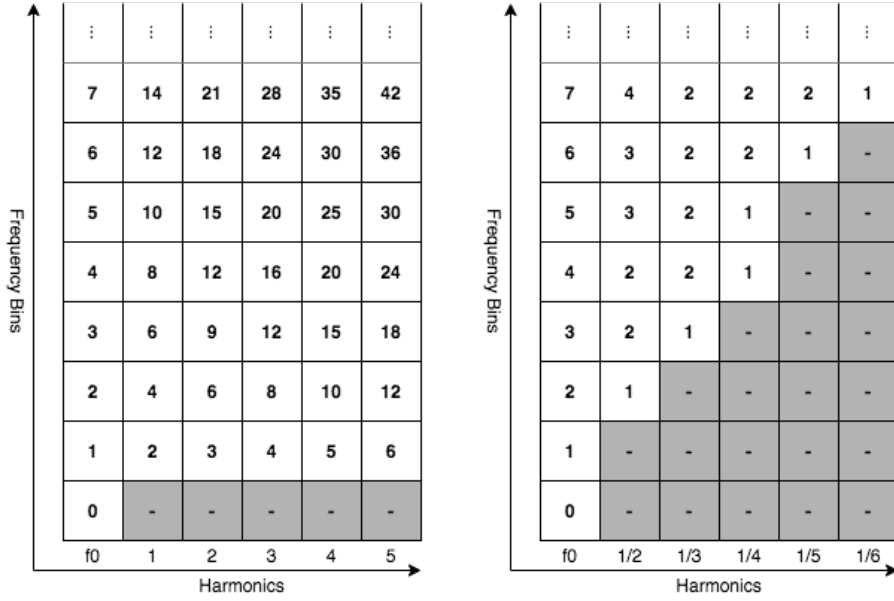 ⋮ ⋮ ⋮ ⋮ ⋮ ⋮
7 14 21 28 35 42
6 12 18 24 30 36
5 10 15 20 25 30
4 8 12 16 20 24
3 6 9 12 15 18
2 4 6 8 10 12
1 2 3 4 5 6
0 - - - - -
f0 1 2 3 4 5
Harmonics
Frequency Bins
⋮ ⋮ ⋮ ⋮ ⋮ ⋮
7 4 2 2 2 1
6 3 2 2 1 -
5 3 2 1 - -
4 2 2 1 - -
3 2 1 - - -
2 1 - - - -
1 - - - - -
0 - - - - -
f0 1/2 1/3 1/4 1/5 1/6
Harmonics
Frequency Bins